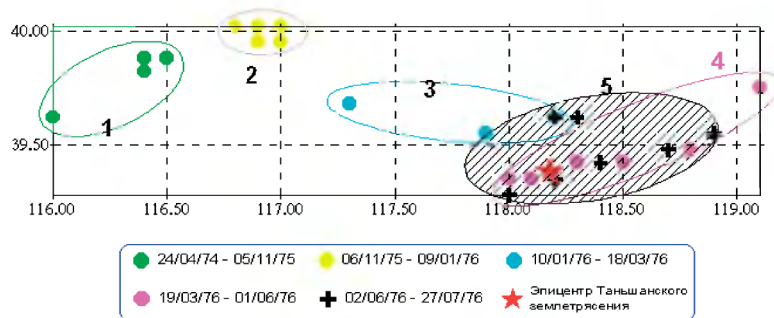 40.00
2
4
3
5
1
39.50
116.00 116.50 117.00 117.50 118.00 118.50 119.00
24/04/74 - 05/11/75 06/11/75 - 09/01/76 10/01/76 - 18/03/76
19/03/76 - 01/06/76 02/06/76 - 27/07/76 Эпицентр Таншанского
землетрясения